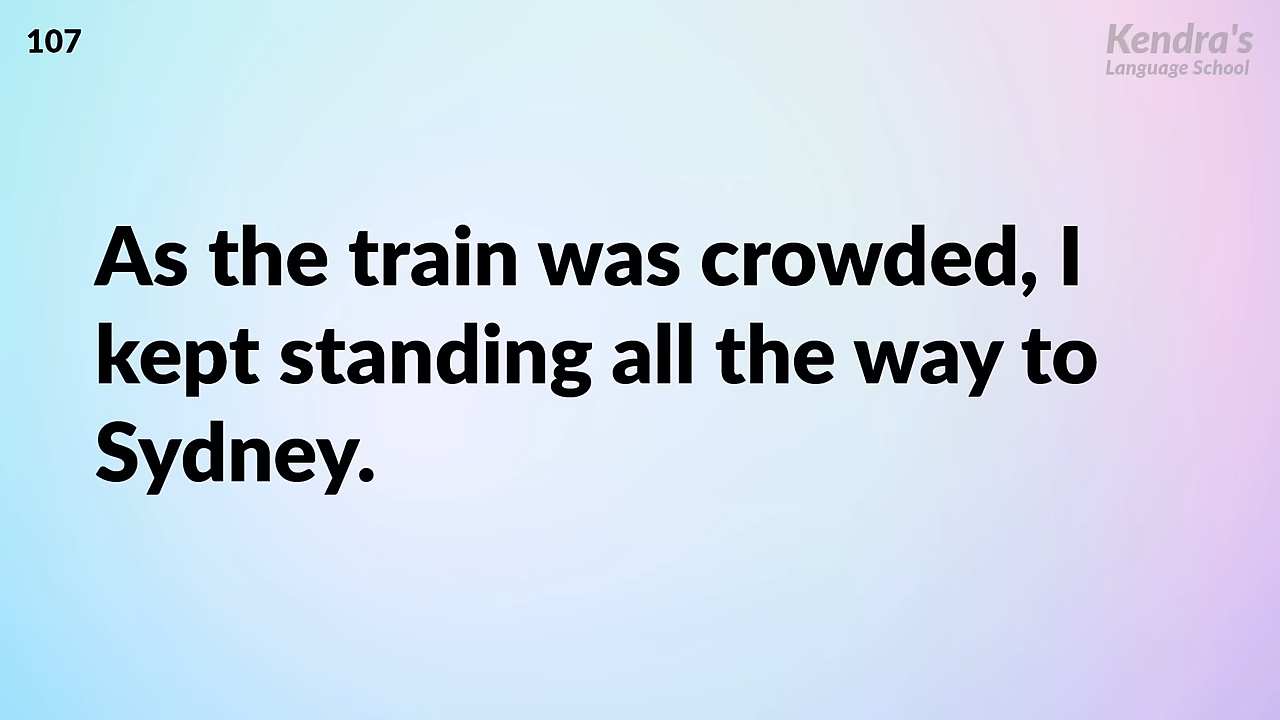 107
Kendra's
Language School
As the train was crowded, I
kept standing all the way to
Sydney.